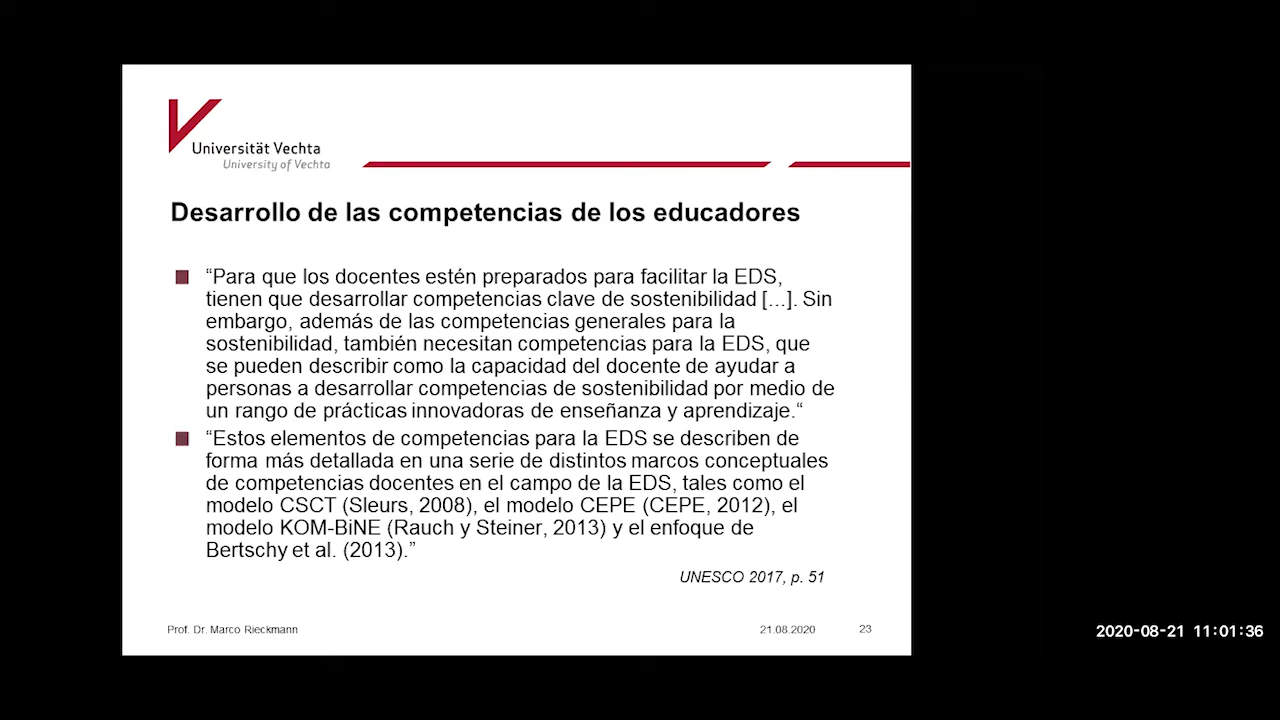 Universität Vechta
University of Vechta
Desarrollo de las competencias de los educadores
“Para que los docentes estén preparados para facilitar la EDS,
tienen que desarrollar competencias clave de sostenibilidad [...]. Sin
embargo, además de las competencias generales para la
sostenibilidad, también necesitan competencias para la EDS, que
se pueden describir como la capacidad del docente de ayudar a
personas a desarrollar competencias de sostenibilidad por medio de
un rango de prácticas innovadoras de enseñanza y aprendizaje.“
“Estos elementos de competencias para la EDS se describen de
forma más detallada en una serie de distintos marcos conceptuales
de competencias docentes en el campo de la EDS, tales como el
modelo CSCT (Sleurs, 2008), el modelo CEPE (CEPE, 2012), el
modelo KOM-BiNE (Rauch y Steiner, 2013) y el enfoque de
Bertschy et al. (2013).”
UNESCO 2017, p. 51
Prof. Dr. Marco Rieckmann
21.08.2020
23
2020-08-21 11:01:36